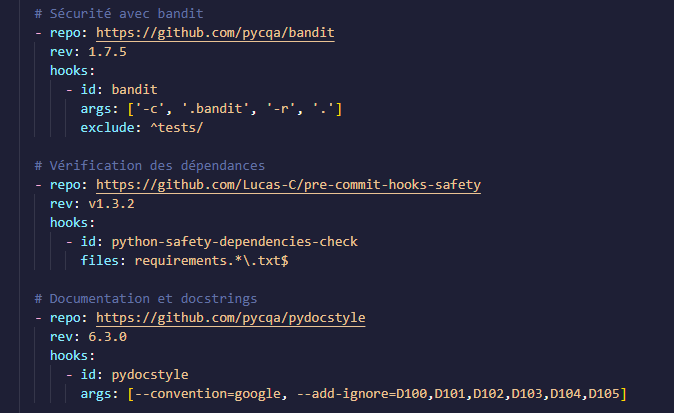 # Sécurité avec bandit
- repo: https://github.com/pycqa/bandit
rev: 1.7.5
hooks:
- id: bandit
args: ['-c', '.bandit', '-r', '.']
exclude: ^tests/
# Vérification des dépendances
- repo: https://github.com/Lucas-C/pre-commit-hooks-safety
rev: v1.3.2
hooks:
- id: python-safety-dependencies-check
files: requirements.*\.txt$
# Documentation et docstrings
- repo: https://github.com/pycqa/pydocstyle
rev: 6.3.0
hooks:
- id: pydocstyle
args: [--convention=google, --add-ignore=D100,D101,D102,D103,D104,D105]